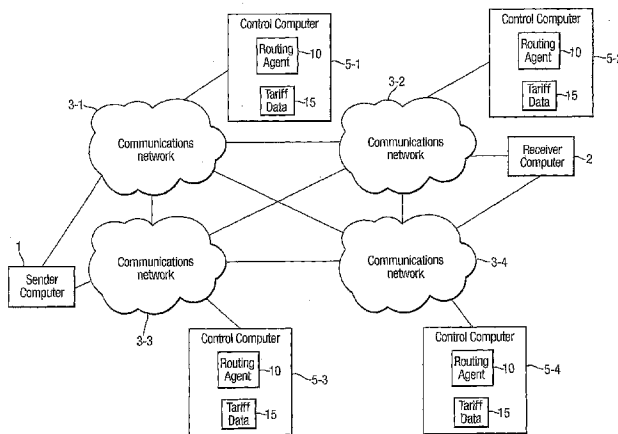 Control Computer
Routing
Agent
10
5-1
Tariff
Data
15
Control Computer
Routing
Agent
10
5-2
Tariff
Data
15
3-1
Communications
network
3-2
Communications
network
Receiver
Computer
2
1
Sender
Computer
Communications
network
3-3
Communications
network
3-4
Control Computer
Routing
Agent
10
5-3
Tariff
Data
15
Control Computer
Routing
Agent
10
5-4
Tariff
Data
15